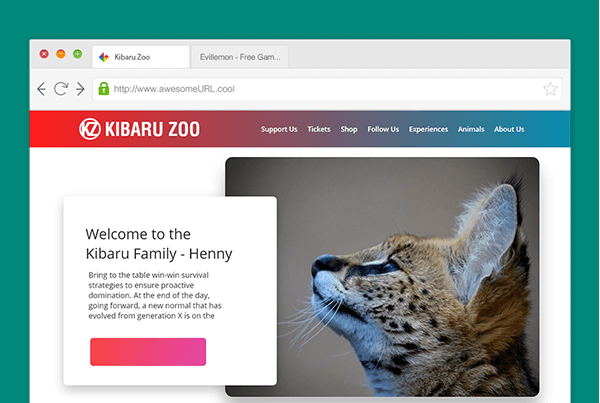 Kibaru Zoo
Evillemon - Free Gam...
http://www.awesomeURL.cool
KZ KIBARU ZOO
Support Us Tickets Shop Follow Us Experiences Animals About Us
Welcome to the
Kibaru Family - Henny
Bring to the table win-win survival
strategies to ensure proactive
domination. At the end of the day,
going forward, a new normal that has
evolved from generation X is on the